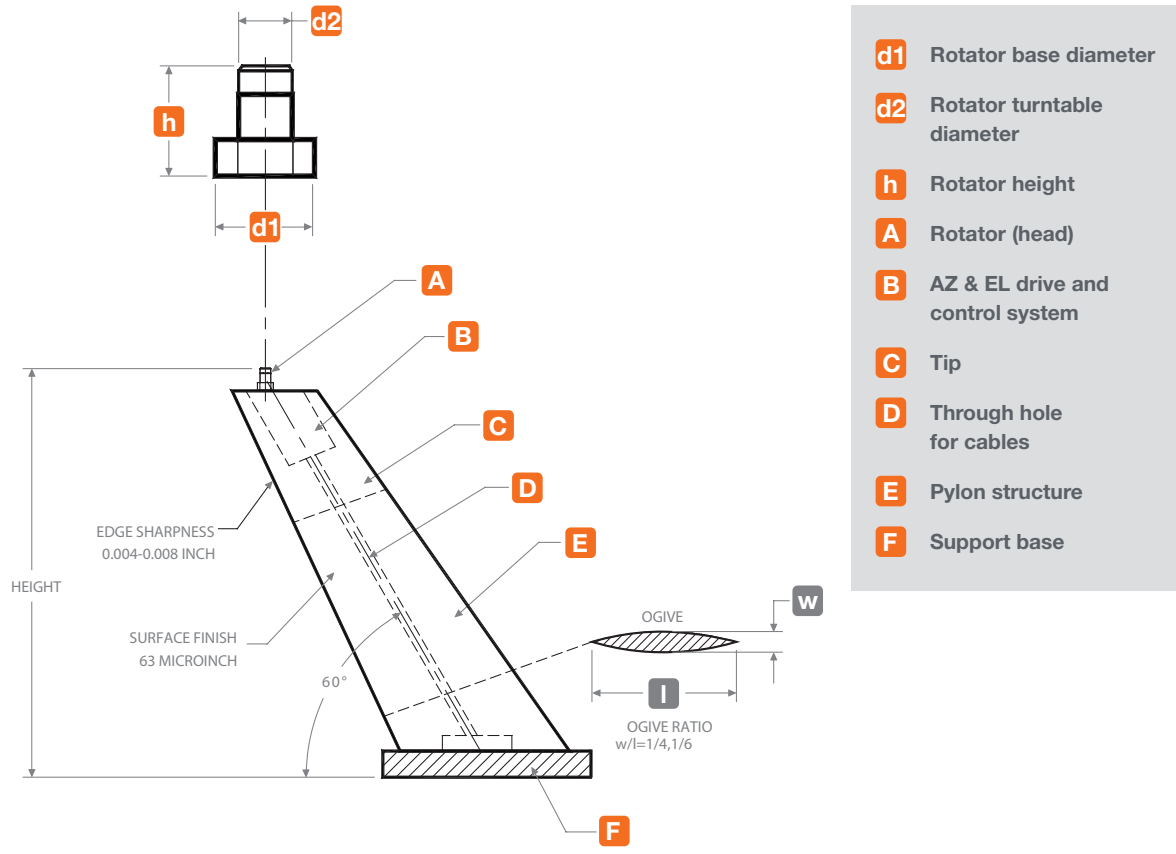 d2
h
d1
A
B
C
D
E
EDGE SHARPNESS
0.004-0.008 INCH
HEIGHT
SURFACE FINISH
63 MICROINCH
60°
OGIVE
w
l
OGIVE RATIO
w/l=1/4,1/6
F
d1 Rotator base diameter
d2 Rotator turntable
diameter
h Rotator height
A Rotator (head)
B AZ & EL drive and
control system
C Tip
D Through hole
for cables
E Pylon structure
F Support base